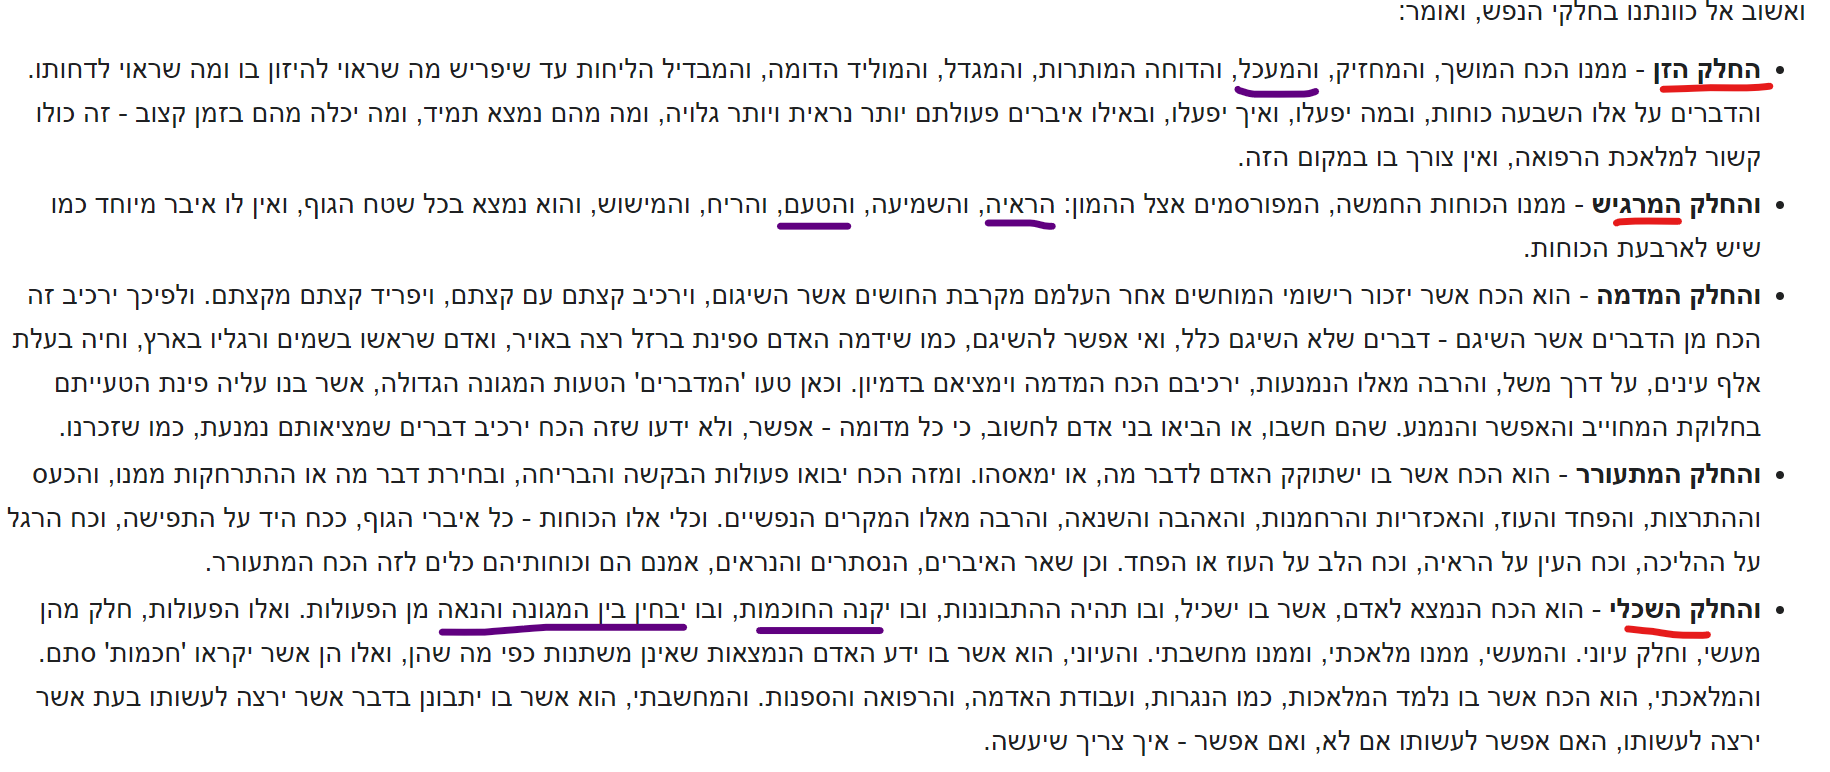 ואשוב אל כוונתנו בחלקי הנפש, ואומר:
• החלק הזן - ממנו הכח המושך, והמחזיק, והמעכל, והדוחה המותרות, והמגדל, והמוליד הדומה, והמבדיל הליחות עד שיפריש מה שראוי להיזון בו ומה שראוי לדחותו.
והדברים על אלו השבעה כוחות, ובמה יפעלו, ואיך יפעלו, ובאילו איברים פעולתם יותר נראית ויותר גלויה, ומה מהם נמצא תמיד, ומה יכלה מהם בזמן קצוב - זה כולו
קשור למלאכת הרפואה, ואין צורך בו במקום הזה.
• והחלק המרגיש - ממנו הכוחות החמשה, המפורסמים אצל ההמון: הראיה, והשמיעה, והטעם, והריח, והמישוש, והוא נמצא בכל שטח הגוף, ואין לו איבר מיוחד כמו
שיש לארבעת הכוחות.
• והחלק המדמה - הוא הכח אשר יזכור רישומי המוחשים אחר העלמם מקרבת החושים אשר השיגום, וירכיב קצתם עם קצתם, ויפריד קצתם מקצתם. ולפיכך ירכיב זה
הכח מן הדברים אשר השיגם - דברים שלא השיגם כלל, ואי אפשר להשיגם, כמו שידמה האדם ספינת ברזל רצה באויר, ואדם שראשו בשמים ורגליו בארץ, וחיה בעלת
אלף עינים, על דרך משל, והרבה מאלו הנמנעות, ירכיבם הכח המדמה וימציאם בדמיון. וכאן טעו 'המדברים' הטעות המגונה הגדולה, אשר בנו עליה פינת הטעייתם
בחלוקת המחוייב והאפשר והנמנע. שהם חשבו, או הביאו בני אדם לחשוב, כי כל מדומה - אפשר, ולא ידעו שזה הכח ירכיב דברים שמציאותם נמנעת, כמו שזכרנו.
• והחלק המתעורר - הוא הכח אשר בו ישתוקק האדם לדבר מה, או ימאסהו. ומזה הכח יבואו פעולות הבקשה והבריחה, ובחירת דבר מה או ההתרחקות ממנו, והכעס
וההתרצות, והפחד והעוז, והאכזריות והרחמנות, והאהבה והשנאה, והרבה מאלו המקרים הנפשיים. וכלי אלו הכוחות - כל איברי הגוף, ככח היד על התפישה, וכח הרגל
על ההליכה, וכח העין על הראיה, וכח הלב על העוז או הפחד. וכן שאר האיברים, הנסתרים והנראים, אמנם הם וכוחותיהם כלים לזה הכח המתעורר.
• והחלק השכלי - הוא הכח הנמצא לאדם, אשר בו ישכיל, ובו תהיה ההתבוננות, ובו יקנה החוכמות, ובו יבחין בין המגונה והנאה מן הפעולות. ואלו הפעולות, חלק מהן
מעשי, וחלק עיוני. והמעשי, ממנו מלאכתי, וממנו מחשבתי. והעיוני, הוא אשר בו ידע האדם הנמצאות שאינן משתנות כפי מה שהן, ואלו הן אשר יקראו 'חכמות' סתם.
והמלאכתי, הוא הכח אשר בו נלמד המלאכות, כמו הנגרות, ועבודת האדמה, והרפואה והספנות. והמחשבתי, הוא אשר בו יתבונן בדבר אשר ירצה לעשותו בעת אשר
ירצה לעשותו, האם אפשר לעשותו אם לא, ואם אפשר - איך צריך שיעשה.